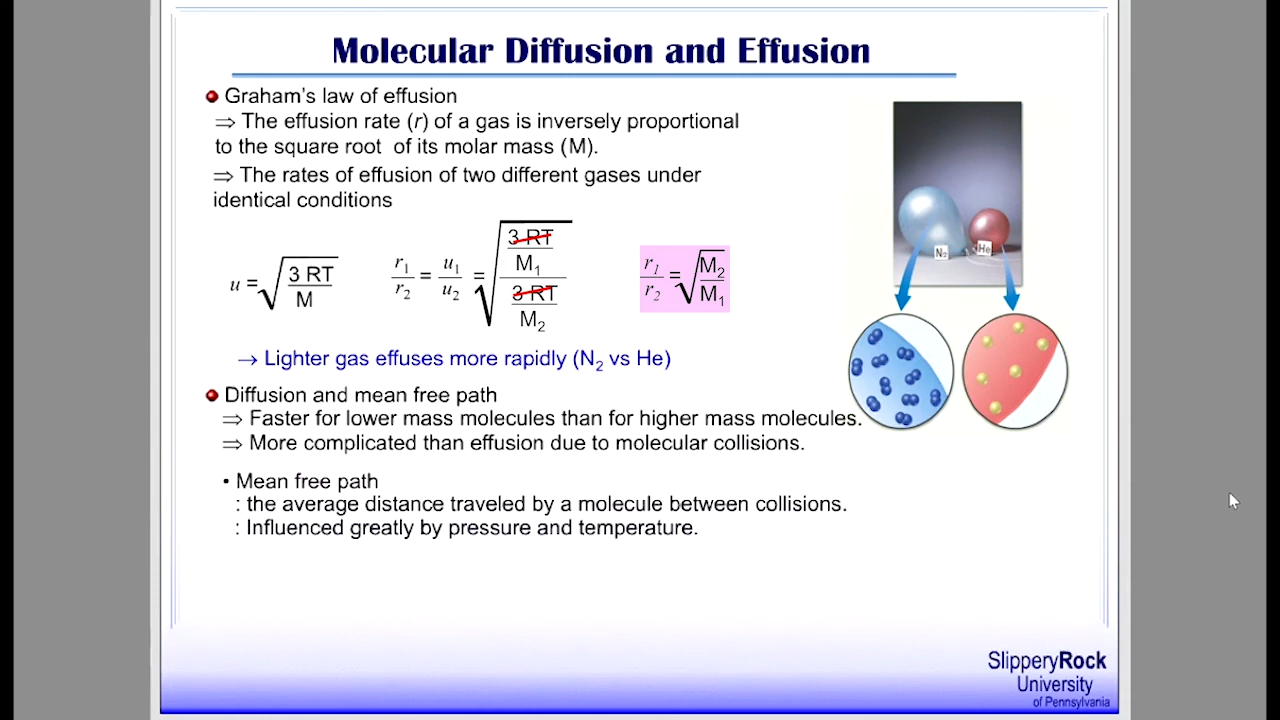 Molecular Diffusion and Effusion
Graham's law of effusion
⇒ The effusion rate (r) of a gas is inversely proportional
to the square root of its molar mass (M).
⇒ The rates of effusion of two different gases under
identical conditions
u = √(3 RT / M)
r₁/r₂ = u₁/u₂ = √((3 RT / M₁) / (3 RT / M₂))
r₁/r₂ = √(M₂/M₁)
→ Lighter gas effuses more rapidly (N₂ vs He)
Diffusion and mean free path
⇒ Faster for lower mass molecules than for higher mass molecules.
⇒ More complicated than effusion due to molecular collisions.
• Mean free path
: the average distance traveled by a molecule between collisions.
: Influenced greatly by pressure and temperature.
N₂
He
SlipperyRock
University
of Pennsylvania